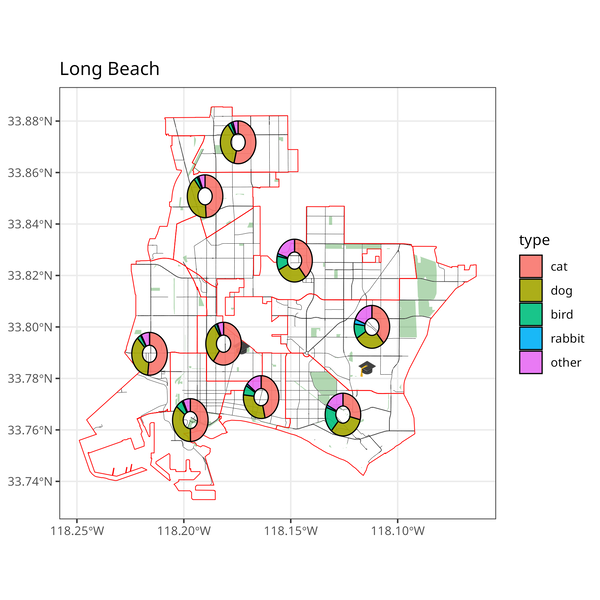 Long Beach
33.88°N
33.86°N
33.84°N
33.82°N
33.80°N
33.78°N
33.76°N
33.74°N
118.25°W 118.20°W 118.15°W 118.10°W
type
cat
dog
bird
rabbit
other